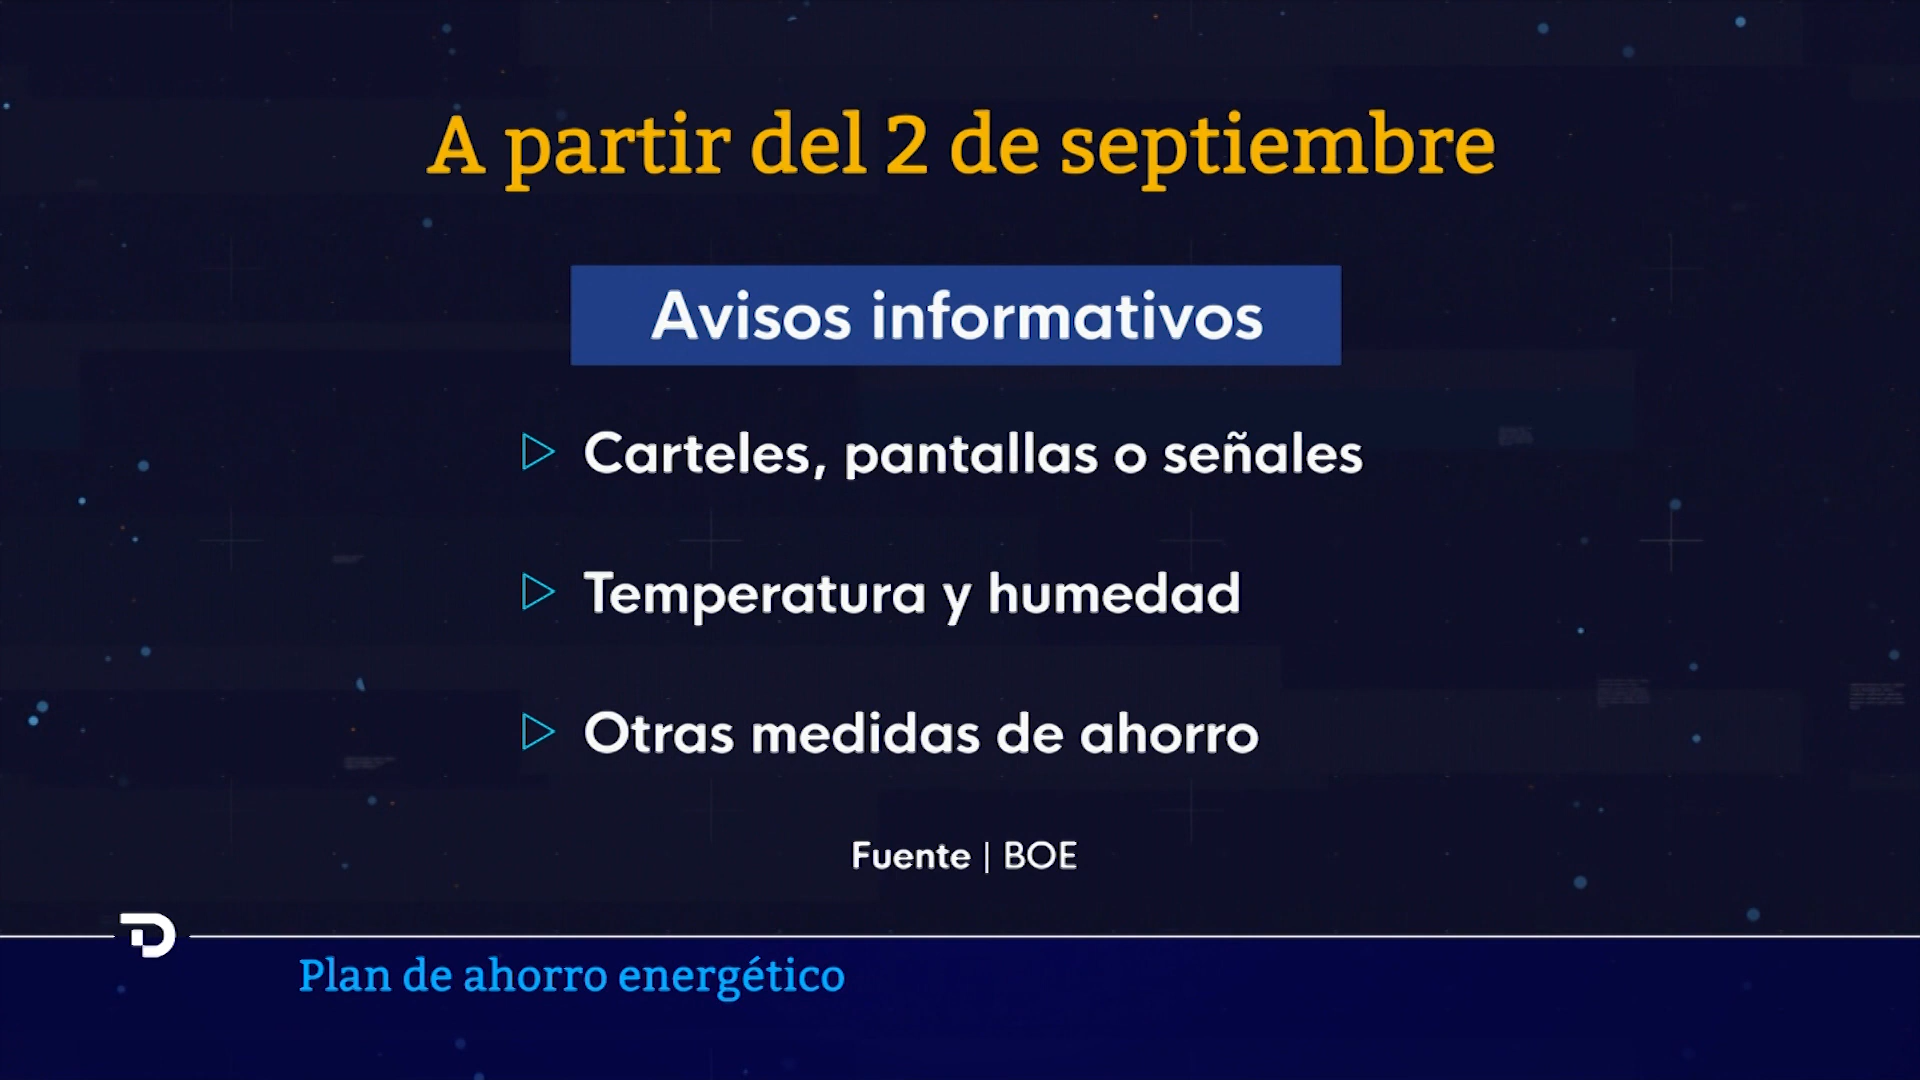 A partir del 2 de septiembre
Avisos informativos
Carteles, pantallas o señales
Temperatura y humedad
Otras medidas de ahorro
Fuente | BOE
Plan de ahorro energético